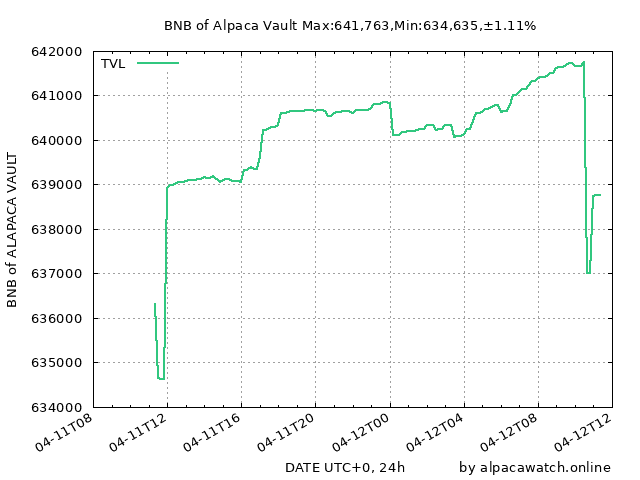 BNB of Alpaca Vault Max:641,763,Min:634,635,±1.11%
TVL
642000
641000
640000
639000
638000
637000
636000
635000
634000
BNB of ALAPACA VAULT
04-11T08
04-11T12
04-11T16
04-11T20
04-12T00
04-12T04
04-12T08
04-12T12
DATE UTC+0, 24h
by alpacawatch.online